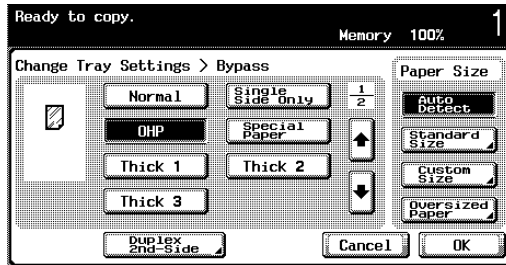 Ready to copy.
1
Memory 100%
Change Tray Settings > Bypass
Paper Size
Normal
Single
Side Only
1
2
Auto
Detect
OHP
Special
Paper
Standard
Size
Thick 1
Thick 2
Custom
Size
Thick 3
Oversized
Paper
Duplex
2nd-Side
Cancel
OK